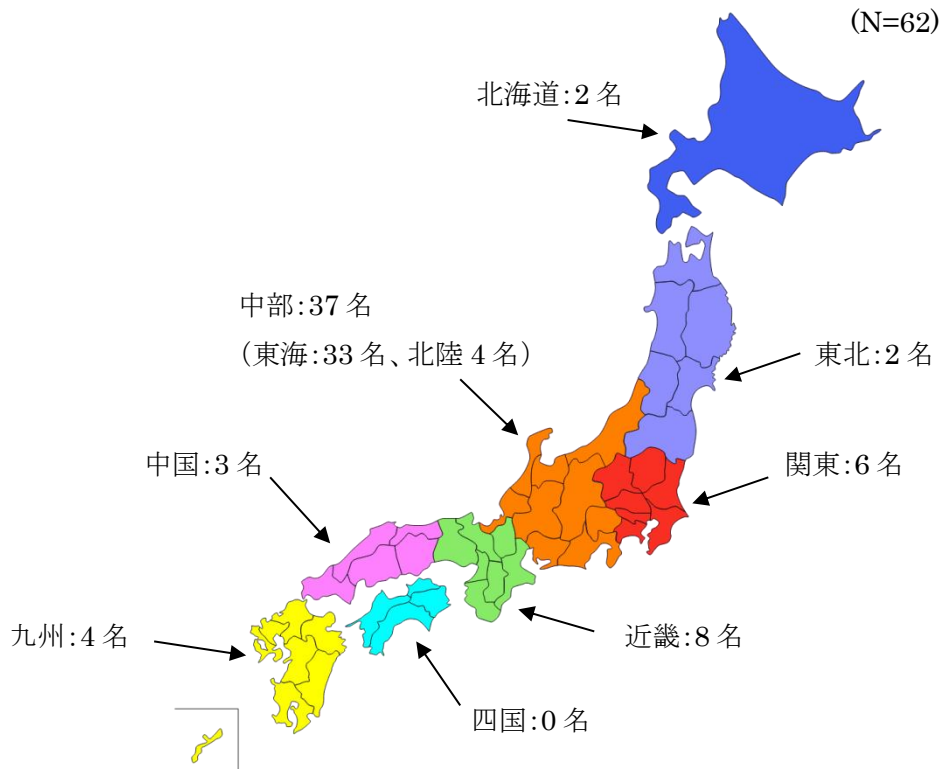 (N=62)
北海道:2 名
中部:37 名
（東海:33 名、北陸 4 名）
東北:2 名
中国:3 名
関東:6 名
九州:4 名
近畿:8 名
四国:0 名